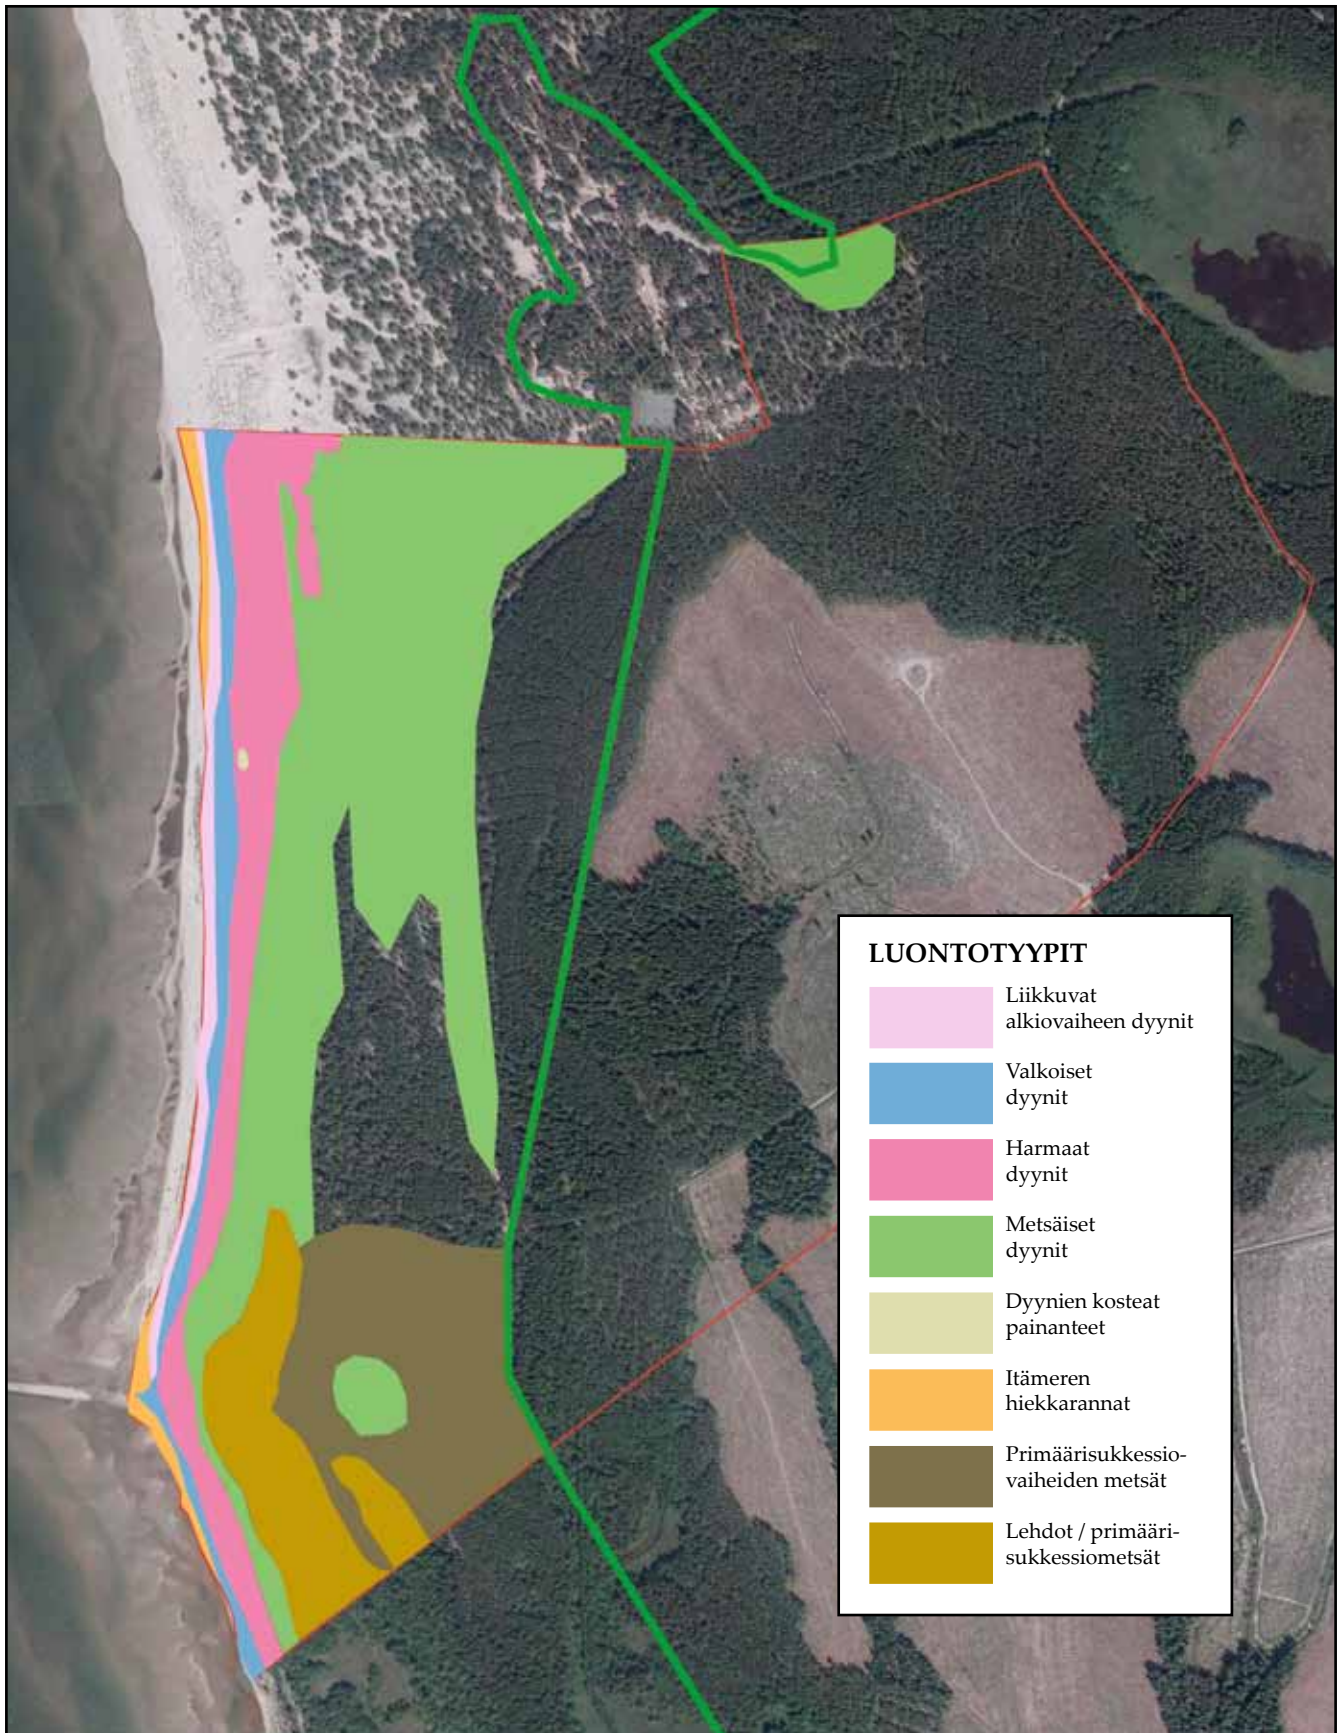 LUONTOTYYPIT
Liikkuvat
alkiovaiheen dyynit
Valkoiset
dyynit
Harmaat
dyynit
Metsäiset
dyynit
Dyynien kosteat
painanteet
Itämeren
hiekkarannat
Primäärisukkessio-
vaiheiden metsät
Lehdot / primääri-
sukkessiometsät